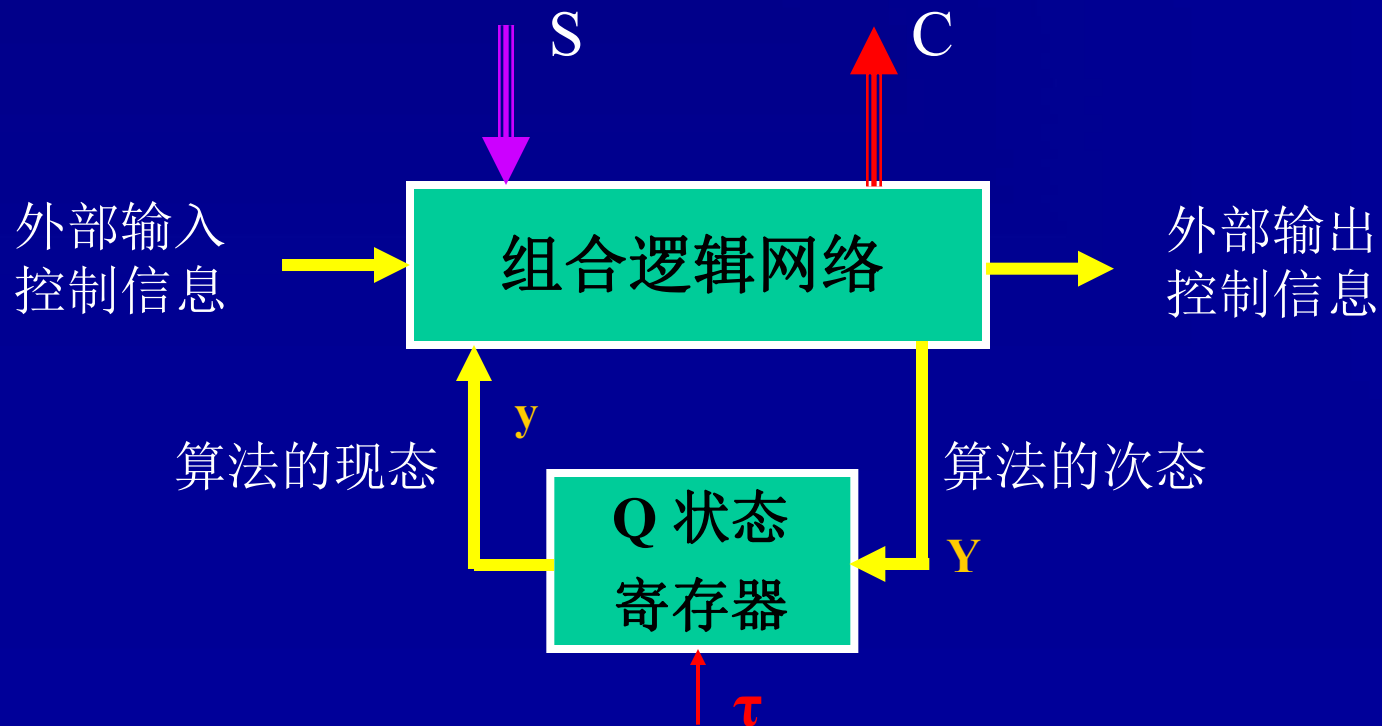 S
C
外部输入
控制信息
组合逻辑网络
外部输出
控制信息
y
算法的现态
算法的次态
Q 状态
寄存器
Y
τ